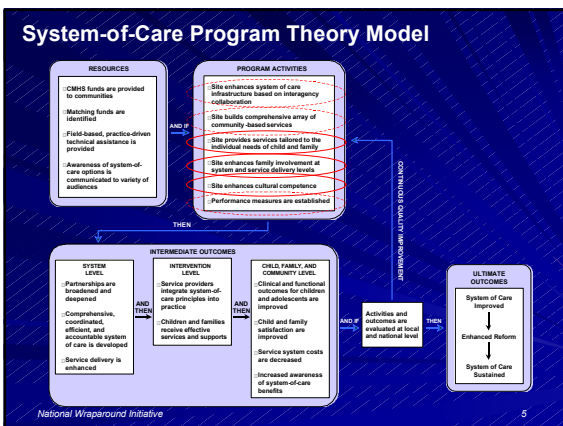 System-of-Care Program Theory Model
RESOURCES
□CMHS funds are provided
to communities
□Matching funds are
identified
□Field-based, practice-driven
technical assistance is
provided
□Awareness of system-of-
care options is
communicated to variety of
audiences
AND IF
PROGRAM ACTIVITIES
□Site enhances system of care
infrastructure based on interagency
collaboration
□Site builds comprehensive array of
community -based services
□Site provides services tailored to the
individual needs of child and family
□Site enhances family involvement at
system and service delivery levels
□Site enhances cultural competence
□Performance measures are established
CONTINUOUS QUALITY IMPROVEMENT
THEN
INTERMEDIATE OUTCOMES
SYSTEM
LEVEL
□Partnerships are
broadened and
deepened
□Comprehensive,
coordinated,
efficient, and
accountable system
of care is developed
□Service delivery is
enhanced
AND
THEN
INTERVENTION
LEVEL
□Service providers
integrate system-of-
care principles into
practice
□Children and families
receive effective
services and supports
AND
THEN
CHILD, FAMILY, AND
COMMUNITY LEVEL
□Clinical and functional
outcomes for children
and adolescents are
improved
□Child and family
satisfaction are
improved
□Service system costs
are decreased
□Increased awareness
of system-of-care
benefits
AND IF
Activities and
outcomes are
evaluated at local
and national level
THEN
ULTIMATE
OUTCOMES
System of Care
Improved
Enhanced Reform
System of Care
Sustained
National Wraparound Initiative
5